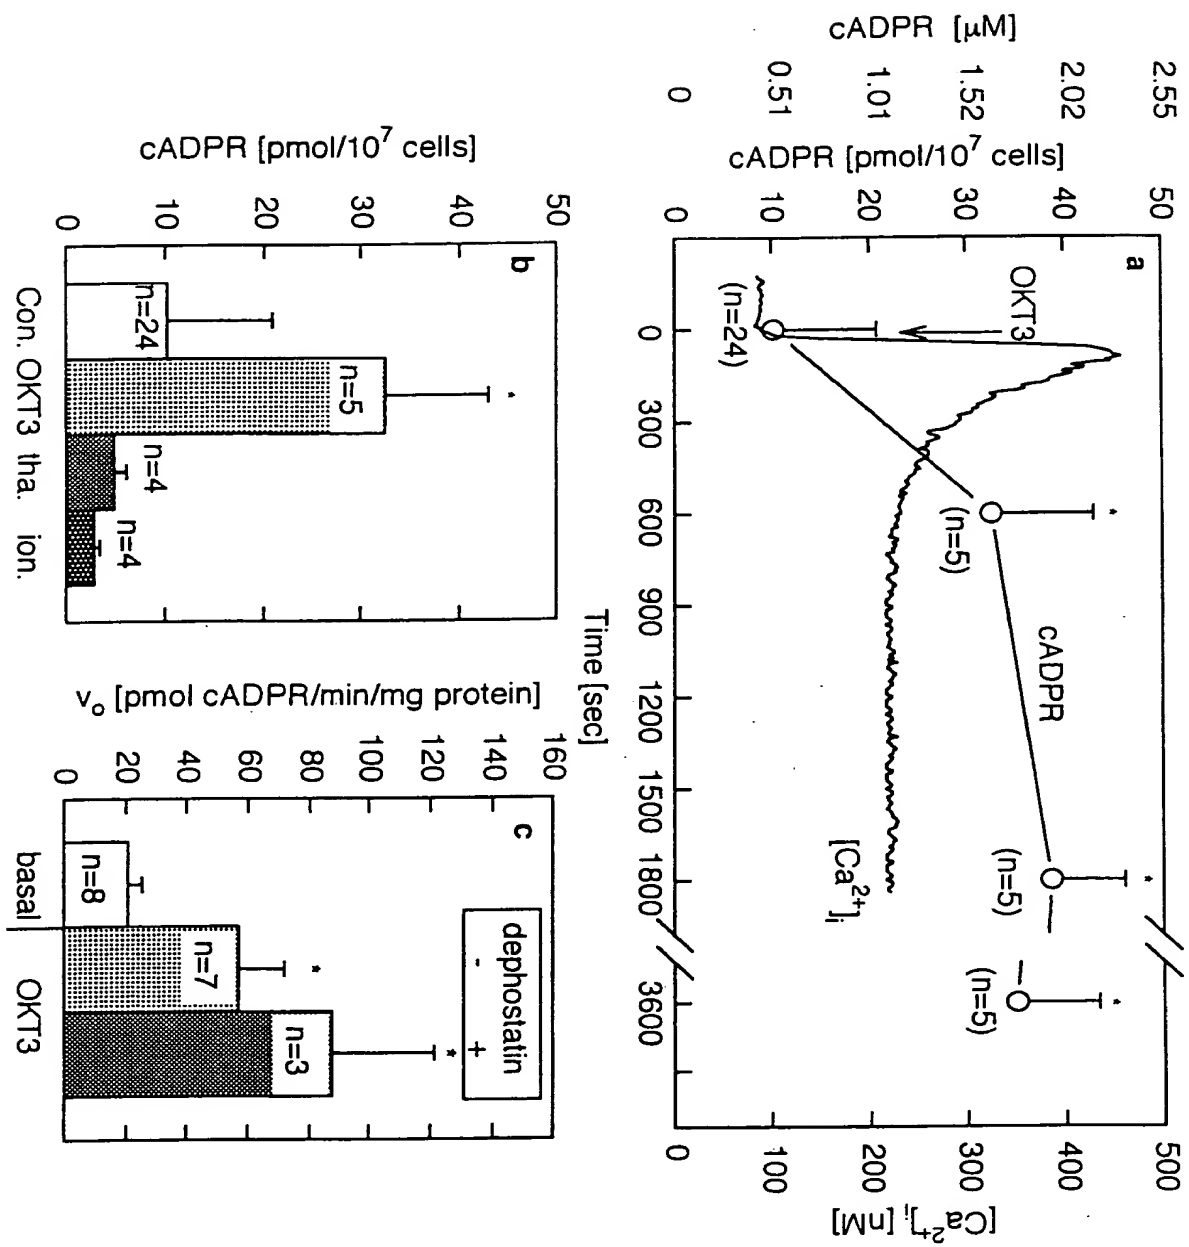 a
cADPR [µM]
0
0.51
1.01
1.52
2.02
2.55
cADPR [pmol/10⁷ cells]
0
10
20
30
40
50
OKT3
(n=24)
(n=5)
*
cADPR
(n=5)
*
(n=5)
*
[Ca²⁺]ᵢ
0 300 600 900 1200 1500 1800 3600
Time [sec]
0
100
200
300
400
500
[Ca²⁺]ᵢ [nM]
b
cADPR [pmol/10⁷ cells]
0
10
20
30
40
50
n=24
n=5
*
n=4
n=4
Con. OKT3 tha. ion.
c
vₒ [pmol cADPR/min/mg protein]
0
20
40
60
80
100
120
140
160
dephostatin
- +
n=8
n=7
*
n=3
*
basal OKT3